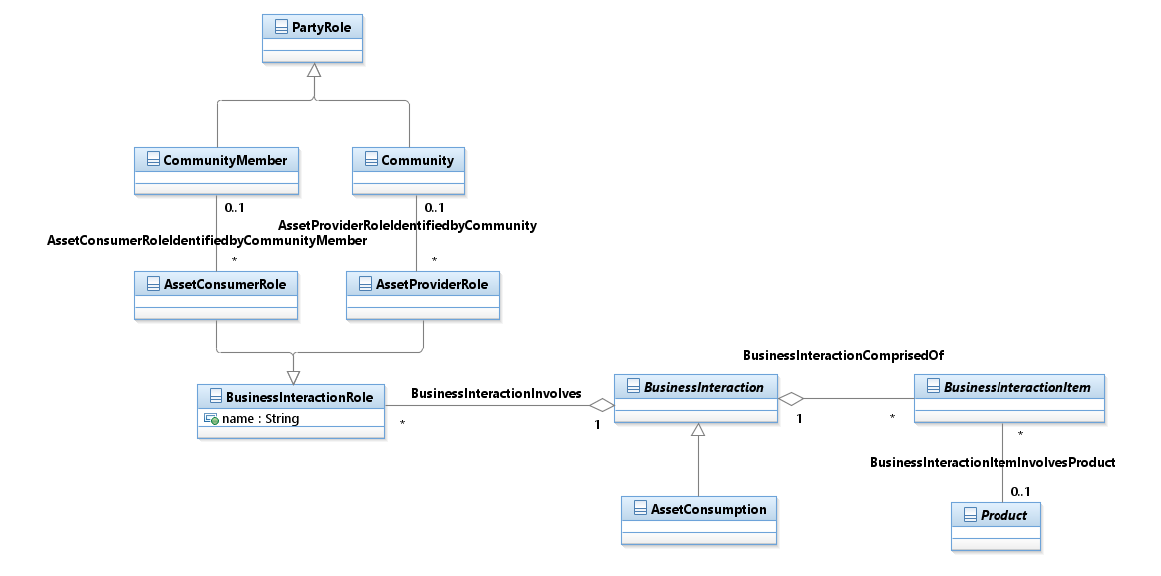 PartyRole
CommunityMember
Community
0..1
0..1
AssetProviderRoleIdentifiedbyCommunity
AssetConsumerRoleIdentifiedbyCommunityMember
*
*
AssetConsumerRole
AssetProviderRole
BusinessInteractionComprisedOf
BusinessInteractionRole
name : String
BusinessInteractionInvolves
*
1
BusinessInteraction
1
*
BusinessInteractionItem
*
BusinessInteractionItemInvolvesProduct
0..1
AssetConsumption
Product